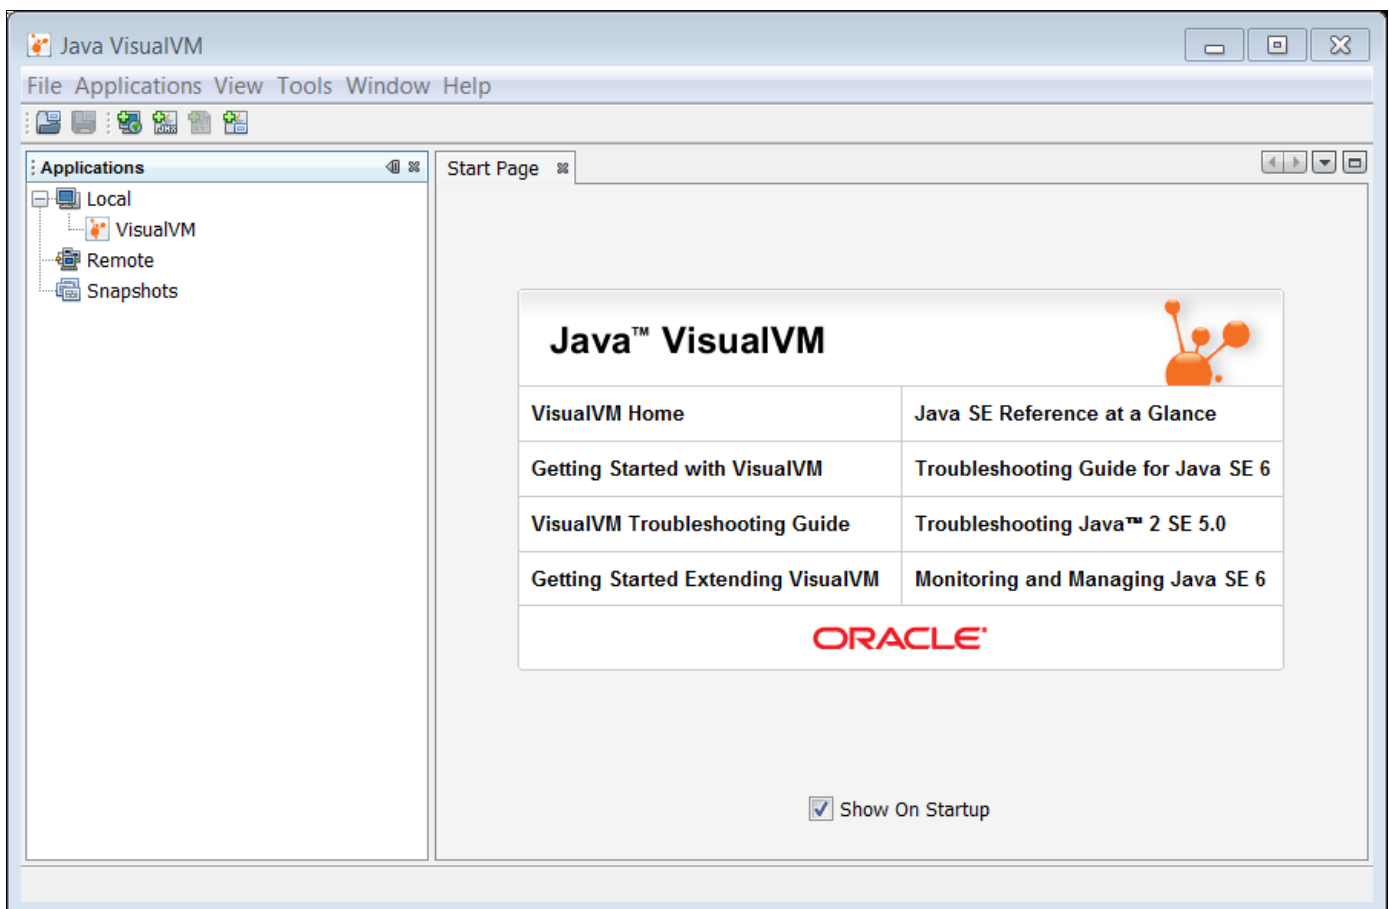 Java VisualVM
File Applications View Tools Window Help
Applications
Local
VisualVM
Remote
Snapshots
Start Page
Java™ VisualVM
VisualVM Home
Java SE Reference at a Glance
Getting Started with VisualVM
Troubleshooting Guide for Java SE 6
VisualVM Troubleshooting Guide
Troubleshooting Java™ 2 SE 5.0
Getting Started Extending VisualVM
Monitoring and Managing Java SE 6
ORACLE
Show On Startup